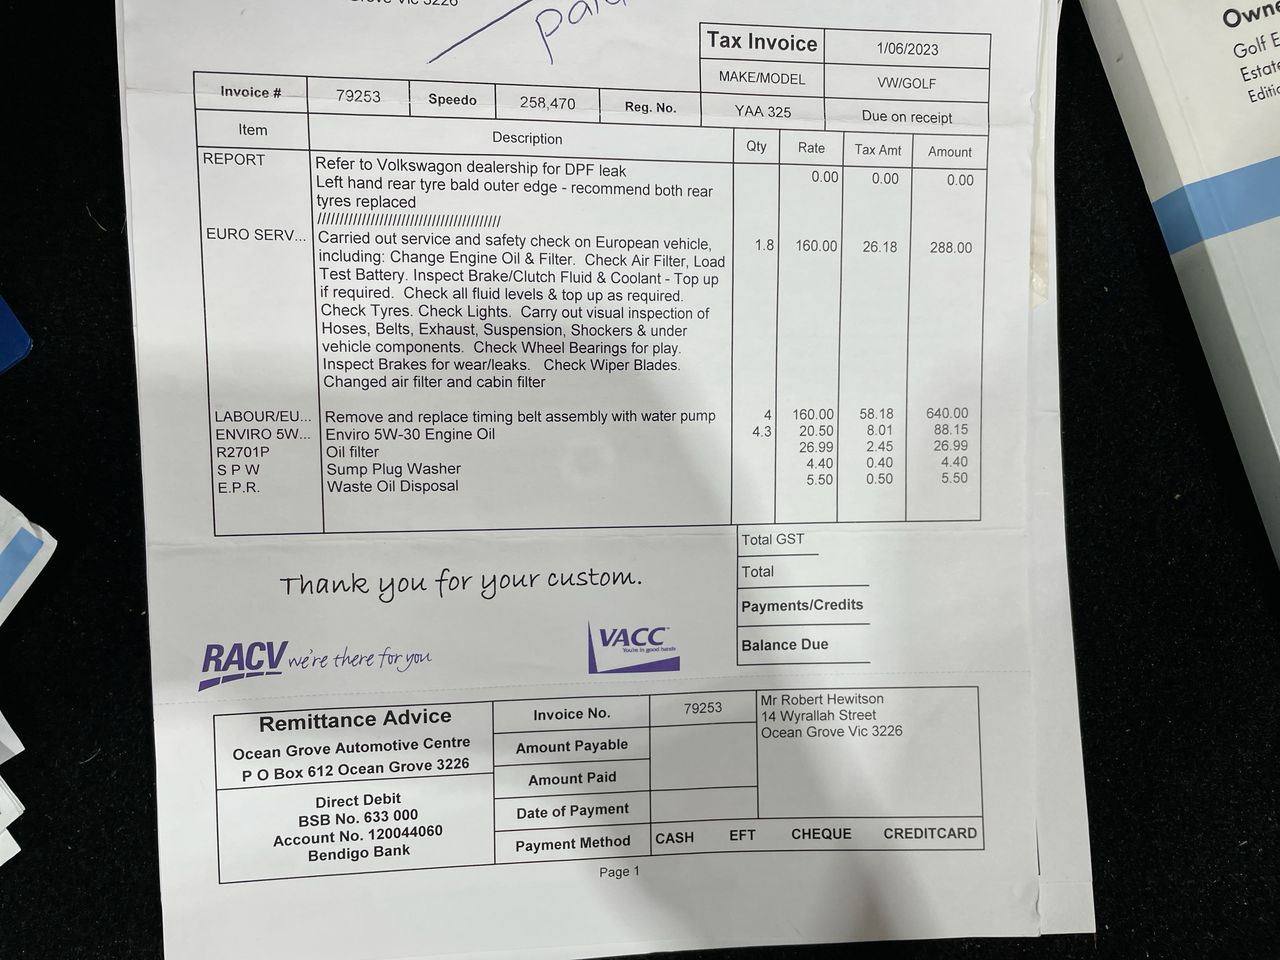 Grove Vic 3226
paid
Tax Invoice 1/06/2023
MAKE/MODEL VW/GOLF
Invoice # 79253 Speedo 258,470 Reg. No. YAA 325 Due on receipt
Item Description Qty Rate Tax Amt Amount
REPORT Refer to Volkswagon dealership for DPF leak 0.00 0.00 0.00
Left hand rear tyre bald outer edge - recommend both rear
tyres replaced
//////////////////////////////////////////
EURO SERV... Carried out service and safety check on European vehicle, 1.8 160.00 26.18 288.00
including: Change Engine Oil & Filter. Check Air Filter, Load
Test Battery. Inspect Brake/Clutch Fluid & Coolant - Top up
if required. Check all fluid levels & top up as required.
Check Tyres. Check Lights. Carry out visual inspection of
Hoses, Belts, Exhaust, Suspension, Shockers & under
vehicle components. Check Wheel Bearings for play.
Inspect Brakes for wear/leaks. Check Wiper Blades.
Changed air filter and cabin filter
LABOUR/EU... Remove and replace timing belt assembly with water pump 4 160.00 58.18 640.00
ENVIRO 5W... Enviro 5W-30 Engine Oil 4.3 20.50 8.01 88.15
R2701P Oil filter 26.99 2.45 26.99
S P W Sump Plug Washer 4.40 0.40 4.40
E.P.R. Waste Oil Disposal 5.50 0.50 5.50
Total GST
Total
Payments/Credits
Balance Due
Thank you for your custom.
RACV we're there for you
VACC
You're in good hands
Remittance Advice
Ocean Grove Automotive Centre
P O Box 612 Ocean Grove 3226
Direct Debit
BSB No. 633 000
Account No. 120044060
Bendigo Bank
Invoice No. 79253
Amount Payable
Amount Paid
Date of Payment
Payment Method CASH EFT CHEQUE CREDITCARD
Mr Robert Hewitson
14 Wyrallah Street
Ocean Grove Vic 3226
Page 1
Golf